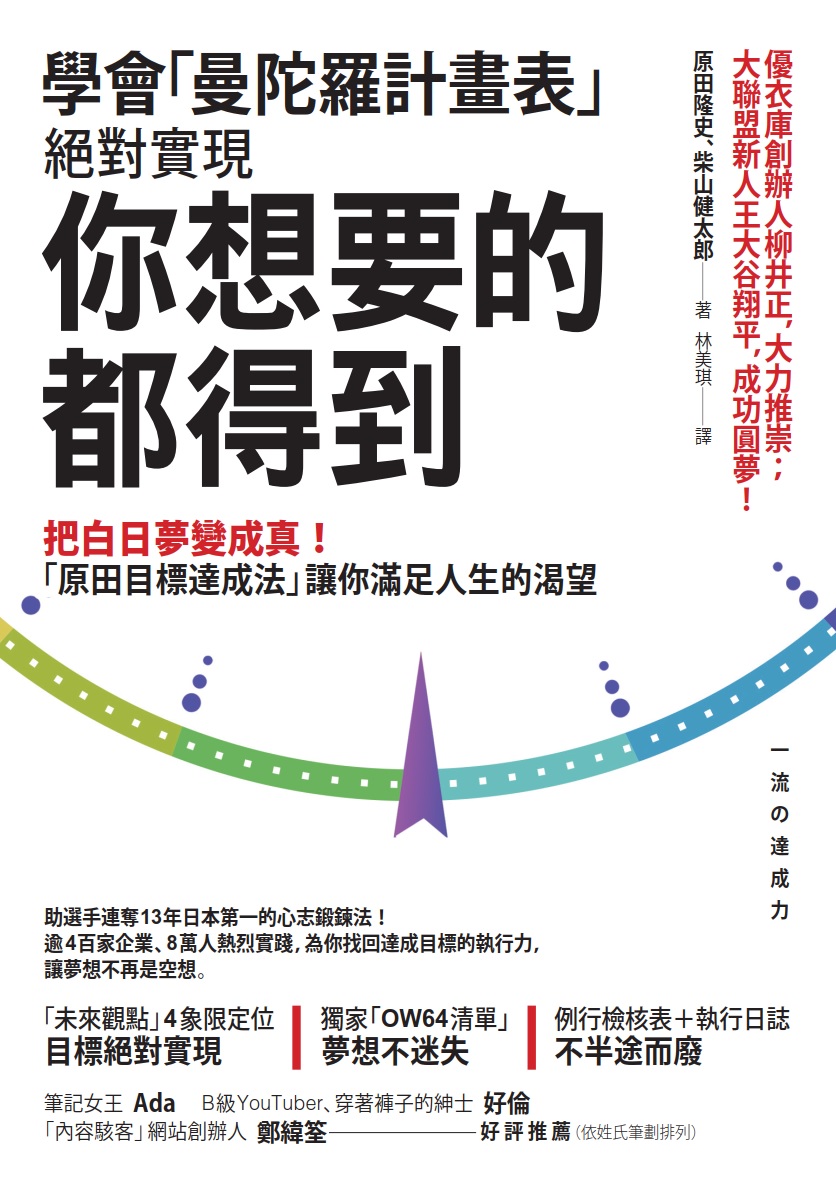 學會「曼陀羅計畫表」
絕對實現
你想要的
都得到
把白日夢變成真！
「原田目標達成法」讓你滿足人生的渴望
優衣庫創辦人柳井正，大力推崇；
大聯盟新人王大谷翔平，成功圓夢！
原田隆史、柴山健太郎——著 林美琪——譯
一流の達成力
助選手連奪13年日本第一的心志鍛鍊法！
逾4百家企業、8萬人熱烈實踐，為你找回達成目標的執行力，
讓夢想不再是空想。
「未來觀點」4象限定位
目標絕對實現
獨家「OW64清單」
夢想不迷失
例行檢核表＋執行日誌
不半途而廢
筆記女王 Ada B級YouTuber、穿著褲子的紳士 好倫
「內容駭客」網站創辦人 鄭緯筌————好評推薦（依姓氏筆劃排列）